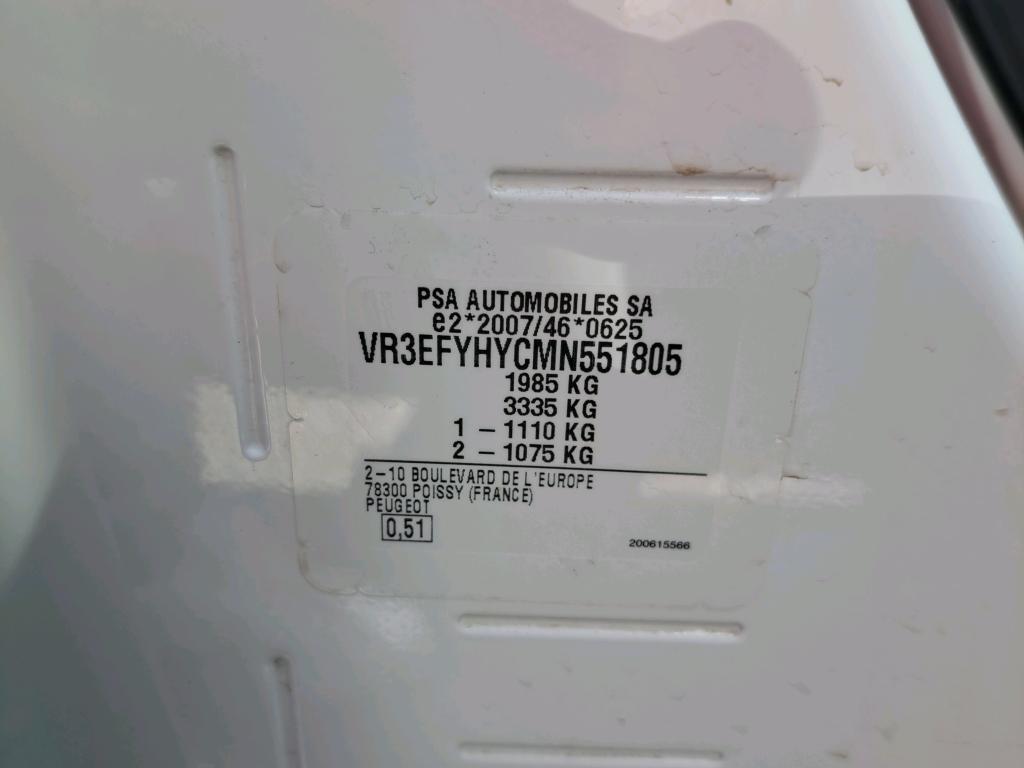 PSA AUTOMOBILES SA
e2*2007/46*0625
VR3EFYHYCMN551805
1985 KG
3335 KG
1 – 1110 KG
2 – 1075 KG
2–10 BOULEVARD DE L'EUROPE
78300 POISSY (FRANCE)
PEUGEOT
0,51
200615566